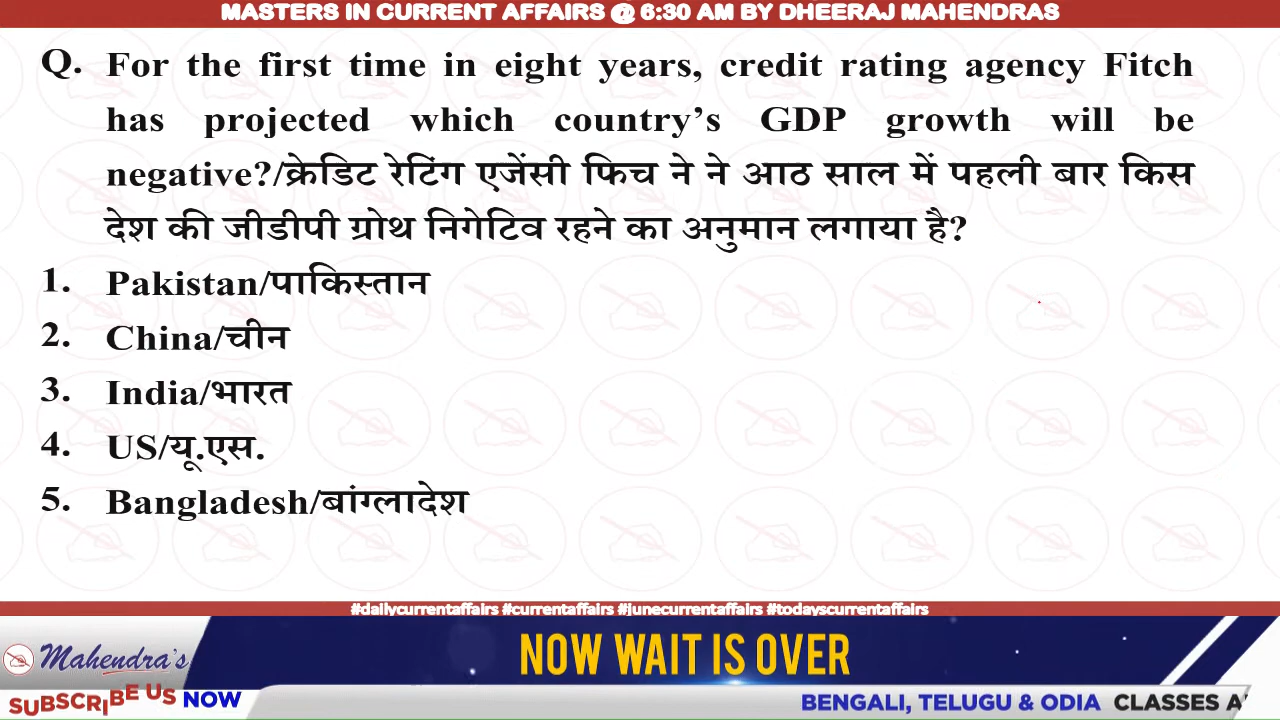 MASTERS IN CURRENT AFFAIRS @ 6:30 AM BY DHEERAJ MAHENDRAS
Q. For the first time in eight years, credit rating agency Fitch
has projected which country’s GDP growth will be
negative?/क्रेडिट रेटिंग एजेंसी फिच ने ने आठ साल में पहली बार किस
देश की जीडीपी ग्रोथ निगेटिव रहने का अनुमान लगाया है?
1. Pakistan/पाकिस्तान
2. China/चीन
3. India/भारत
4. US/यू.एस.
5. Bangladesh/बांग्लादेश
#dailycurrentaffairs #currentaffairs #junecurrentaffairs #todayscurrentaffairs
Mahendra's
NOW WAIT IS OVER
SUBSCRIBE US NOW
BENGALI, TELUGU & ODIA CLASSES